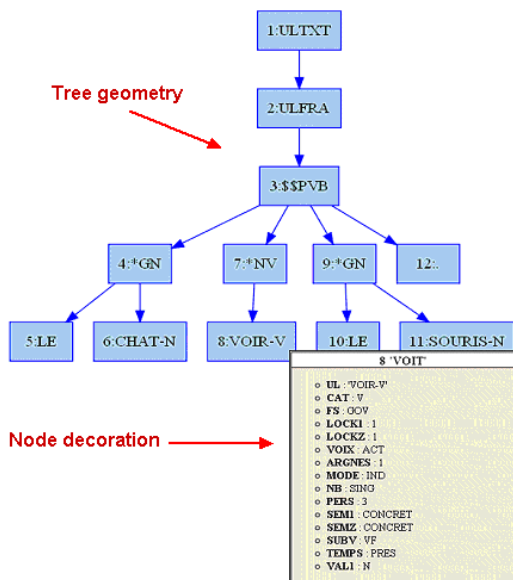 1:ULTXT
Tree geometry
2:ULFRA
3:$$PVB
4:*GN 7:*NV 9:*GN 12:.
5:LE 6:CHAT-N 8:VOIR-V 10:LE 11:SOURIS-N
8 'VOIT'
UL : 'VOIR-V'
CAT : V
FS : GOV
LOCK1 : 1
LOCKZ : 1
VOIX : ACT
Node decoration
ARGNES : 1
MODE : IND
NB : SING
PERS : 3
SEM1 : CONCRET
SEMZ : CONCRET
SUBV : VF
TEMPS : PRES
VAL1 : N